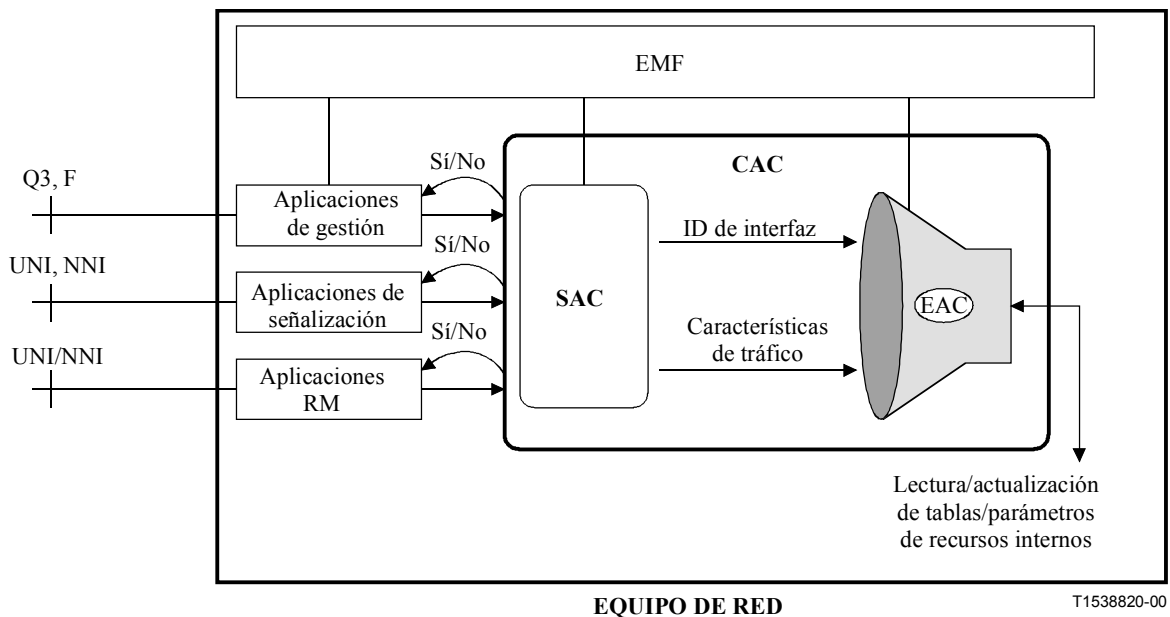 EMF
CAC
Q3, F
Sí/No
Aplicaciones
de gestión
ID de interfaz
UNI, NNI
Sí/No
Aplicaciones de
señalización
SAC
EAC
Características
de tráfico
UNI/NNI
Sí/No
Aplicaciones
RM
Lectura/actualización
de tablas/parámetros
de recursos internos
EQUIPO DE RED
T1538820-00